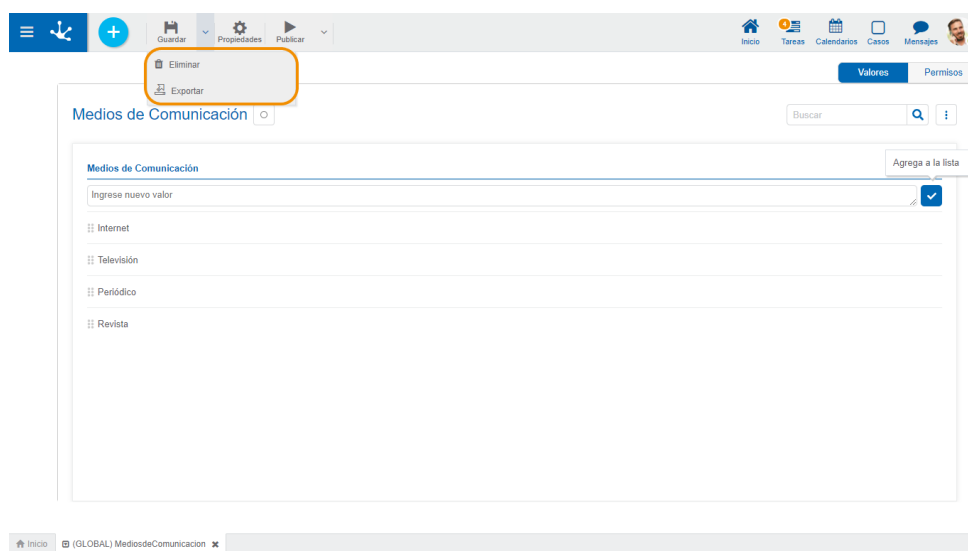 Guardar Propiedades Publicar Inicio 4 Tareas Calendarios Casos Mensajes
Eliminar
Exportar
Valores Permisos
Medios de Comunicación
Buscar
Agrega a la lista
Medios de Comunicación
Ingrese nuevo valor
Internet
Televisión
Periódico
Revista
Inicio (GLOBAL) MediosdeComunicacion